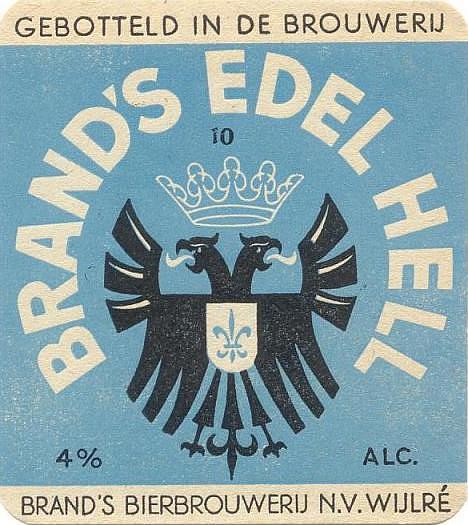 GEBOTTELD IN DE BROUWERIJ
BRAND'S EDEL HELL
10
4% ALC.
BRAND'S BIERBROUWERIJ N.V. WIJLRÉ